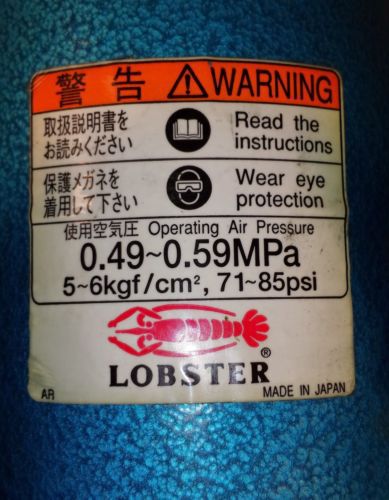 警告 ⚠ WARNING
取扱説明書を Read the
お読みください instructions
保護メガネを Wear eye
着用して下さい protection
使用空気圧 Operating Air Pressure
0.49~0.59MPa
5~6kgf/cm², 71~85psi
®
LOBSTER
AR MADE IN JAPAN